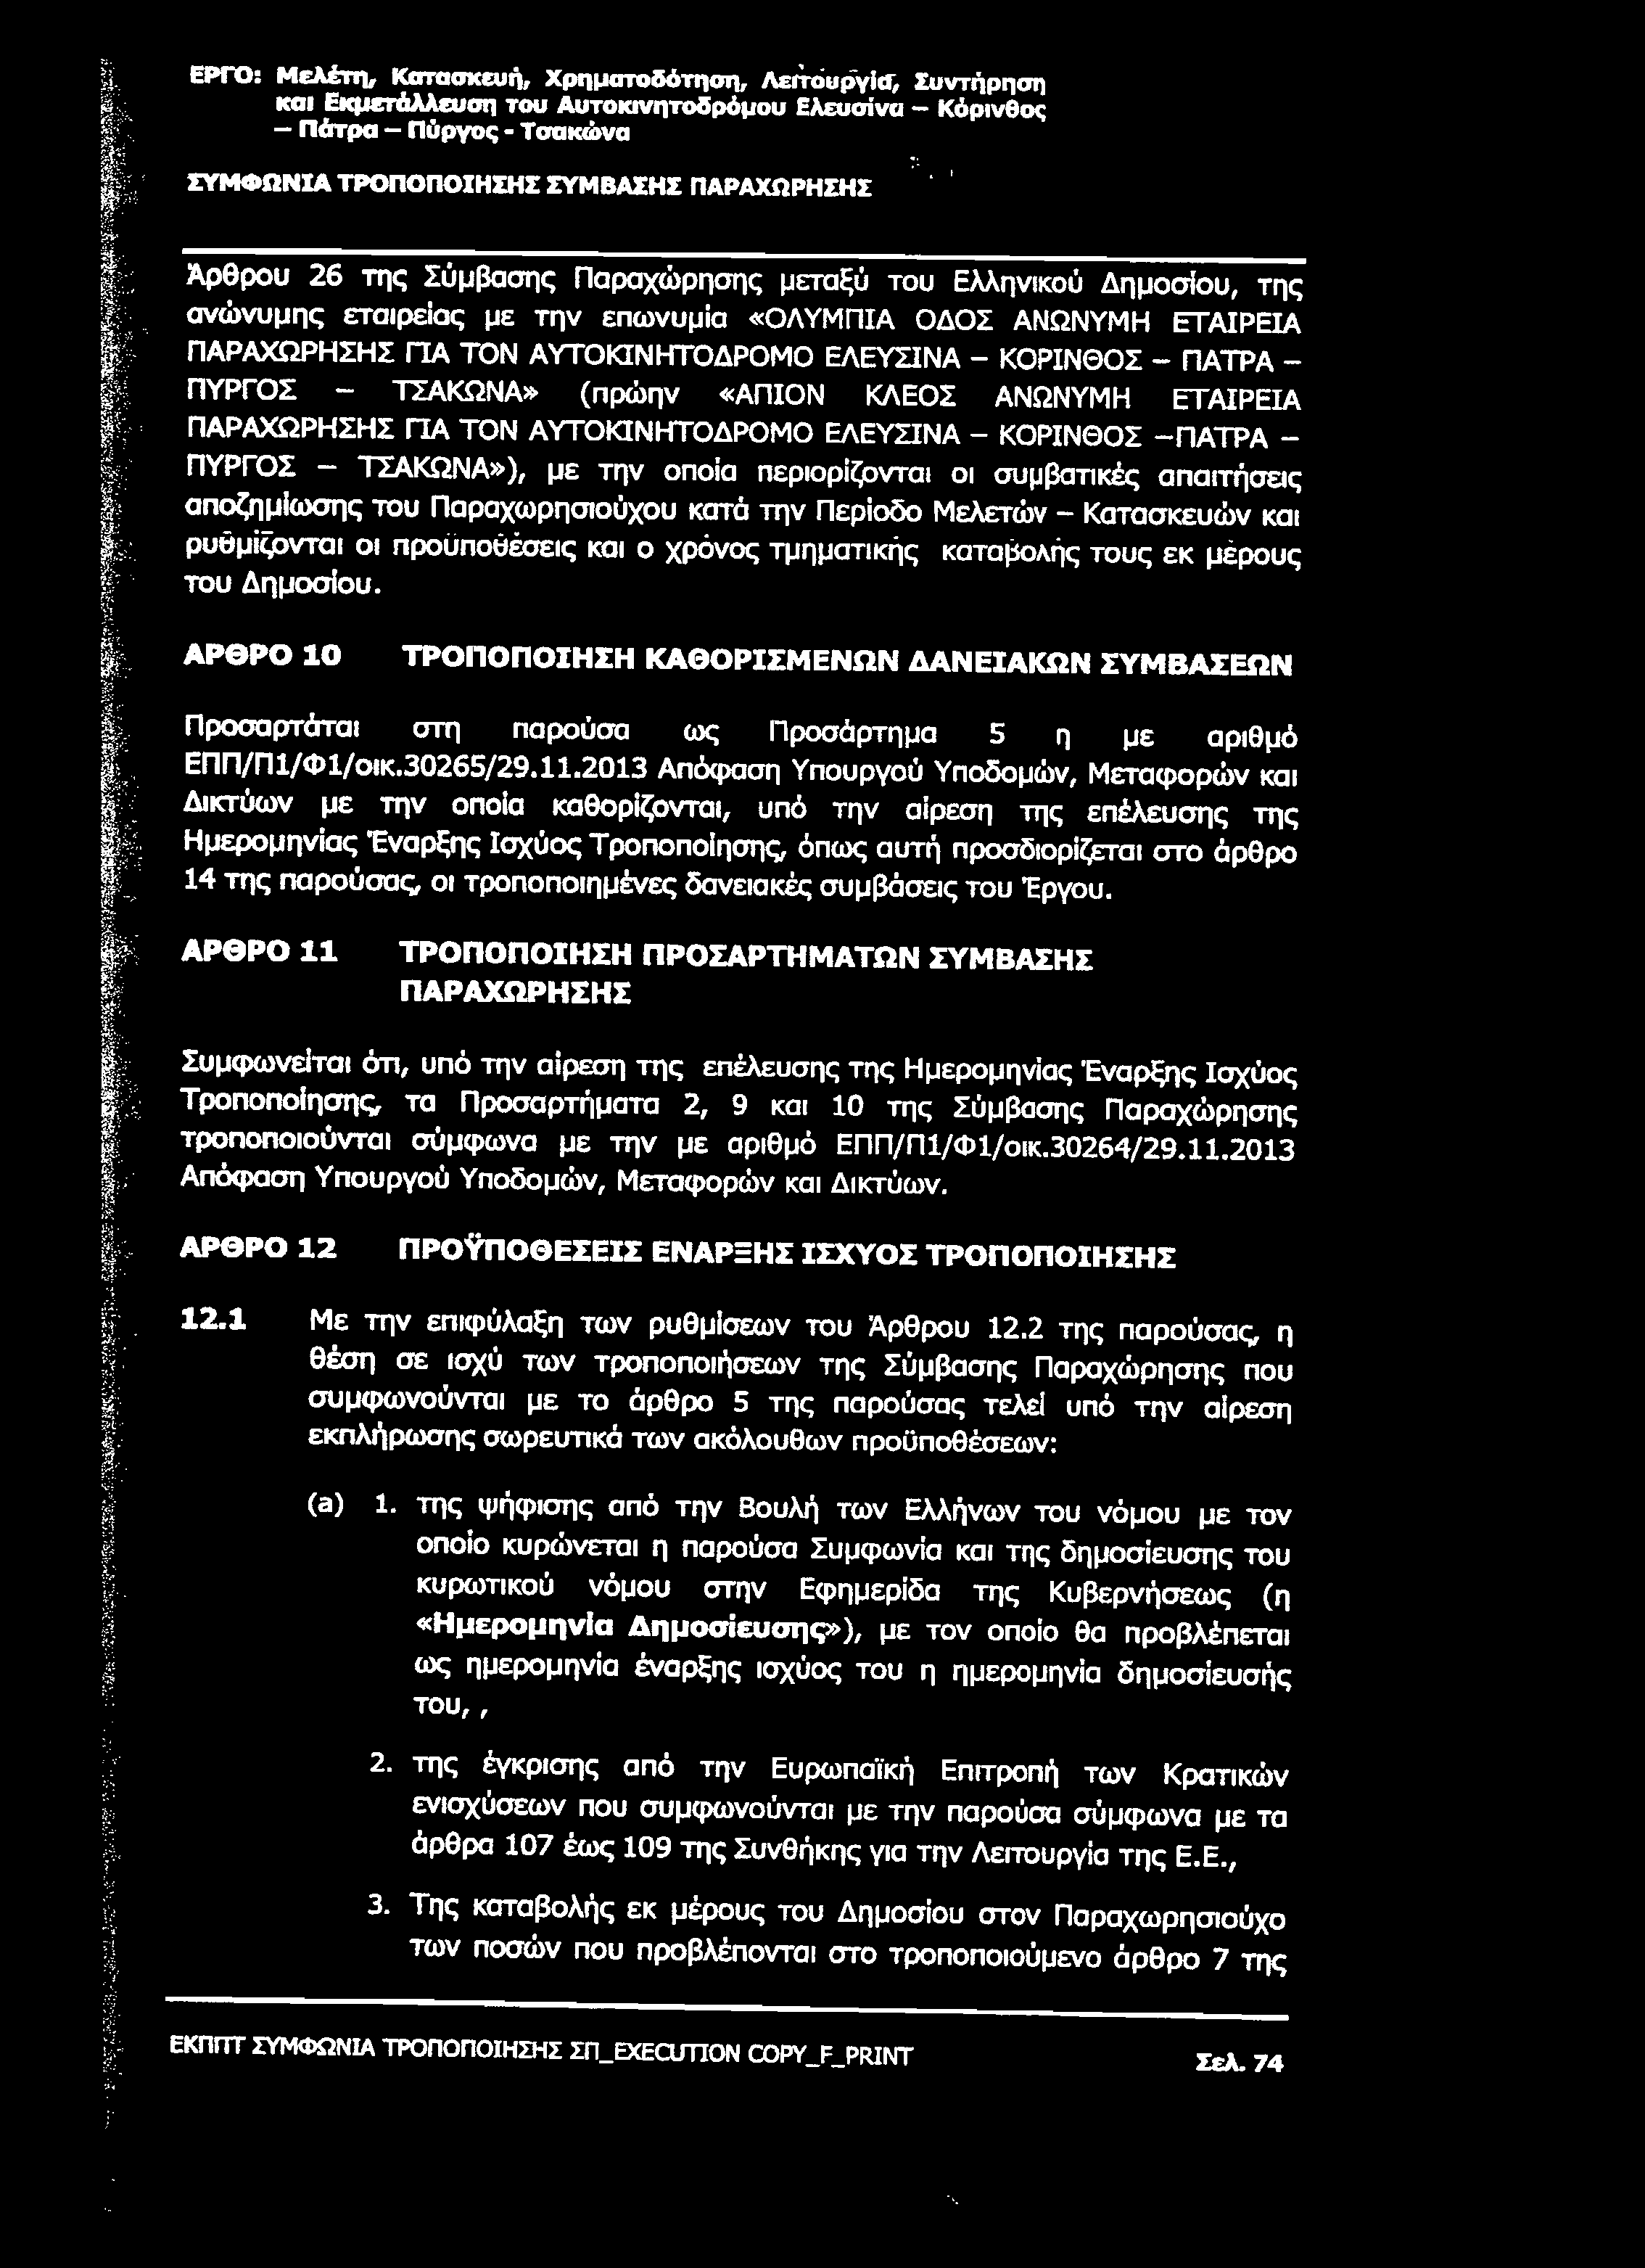 ΕΡΓΟ: Μελέτη, Κατασκευή, Χρηματοδότηση, Λειτουργία, Συντήρηση
και Εκμετάλλευση του Αυτοκινητοδρόμου Ελευσίνα – Κόρινθος
– Πάτρα – Πύργος - Τσακώνα
ΣΥΜΦΩΝΙΑ ΤΡΟΠΟΠΟΙΗΣΗΣ ΣΥΜΒΑΣΗΣ ΠΑΡΑΧΩΡΗΣΗΣ
Άρθρου 26 της Σύμβασης Παραχώρησης μεταξύ του Ελληνικού Δημοσίου, της
ανώνυμης εταιρείας με την επωνυμία «ΟΛΥΜΠΙΑ ΟΔΟΣ ΑΝΩΝΥΜΗ ΕΤΑΙΡΕΙΑ
ΠΑΡΑΧΩΡΗΣΗΣ ΓΙΑ ΤΟΝ ΑΥΤΟΚΙΝΗΤΟΔΡΟΜΟ ΕΛΕΥΣΙΝΑ – ΚΟΡΙΝΘΟΣ – ΠΑΤΡΑ –
ΠΥΡΓΟΣ – ΤΣΑΚΩΝΑ» (πρώην «ΑΠΙΟΝ ΚΛΕΟΣ ΑΝΩΝΥΜΗ ΕΤΑΙΡΕΙΑ
ΠΑΡΑΧΩΡΗΣΗΣ ΓΙΑ ΤΟΝ ΑΥΤΟΚΙΝΗΤΟΔΡΟΜΟ ΕΛΕΥΣΙΝΑ – ΚΟΡΙΝΘΟΣ –ΠΑΤΡΑ –
ΠΥΡΓΟΣ – ΤΣΑΚΩΝΑ»), με την οποία περιορίζονται οι συμβατικές απαιτήσεις
αποζημίωσης του Παραχωρησιούχου κατά την Περίοδο Μελετών – Κατασκευών και
ρυθμίζονται οι προϋποθέσεις και ο χρόνος τμηματικής καταβολής τους εκ μέρους
του Δημοσίου.
ΑΡΘΡΟ 10 ΤΡΟΠΟΠΟΙΗΣΗ ΚΑΘΟΡΙΣΜΕΝΩΝ ΔΑΝΕΙΑΚΩΝ ΣΥΜΒΑΣΕΩΝ
Προσαρτάται στη παρούσα ως Προσάρτημα 5 η με αριθμό
ΕΠΠ/Π1/Φ1/οικ.30265/29.11.2013 Απόφαση Υπουργού Υποδομών, Μεταφορών και
Δικτύων με την οποία καθορίζονται, υπό την αίρεση της επέλευσης της
Ημερομηνίας Έναρξης Ισχύος Τροποποίησης, όπως αυτή προσδιορίζεται στο άρθρο
14 της παρούσας, οι τροποποιημένες δανειακές συμβάσεις του Έργου.
ΑΡΘΡΟ 11 ΤΡΟΠΟΠΟΙΗΣΗ ΠΡΟΣΑΡΤΗΜΑΤΩΝ ΣΥΜΒΑΣΗΣ
ΠΑΡΑΧΩΡΗΣΗΣ
Συμφωνείται ότι, υπό την αίρεση της επέλευσης της Ημερομηνίας Έναρξης Ισχύος
Τροποποίησης, τα Προσαρτήματα 2, 9 και 10 της Σύμβασης Παραχώρησης
τροποποιούνται σύμφωνα με την με αριθμό ΕΠΠ/Π1/Φ1/οικ.30264/29.11.2013
Απόφαση Υπουργού Υποδομών, Μεταφορών και Δικτύων.
ΑΡΘΡΟ 12 ΠΡΟΫΠΟΘΕΣΕΙΣ ΕΝΑΡΞΗΣ ΙΣΧΥΟΣ ΤΡΟΠΟΠΟΙΗΣΗΣ
12.1 Με την επιφύλαξη των ρυθμίσεων του Άρθρου 12.2 της παρούσας, η
θέση σε ισχύ των τροποποιήσεων της Σύμβασης Παραχώρησης που
συμφωνούνται με το άρθρο 5 της παρούσας τελεί υπό την αίρεση
εκπλήρωσης σωρευτικά των ακόλουθων προϋποθέσεων:
(a) 1. της ψήφισης από την Βουλή των Ελλήνων του νόμου με τον
οποίο κυρώνεται η παρούσα Συμφωνία και της δημοσίευσης του
κυρωτικού νόμου στην Εφημερίδα της Κυβερνήσεως (η
«Ημερομηνία Δημοσίευσης»), με τον οποίο θα προβλέπεται
ως ημερομηνία έναρξης ισχύος του η ημερομηνία δημοσίευσής
του, ,
2. της έγκρισης από την Ευρωπαϊκή Επιτροπή των Κρατικών
ενισχύσεων που συμφωνούνται με την παρούσα σύμφωνα με τα
άρθρα 107 έως 109 της Συνθήκης για την Λειτουργία της Ε.Ε.,
3. Της καταβολής εκ μέρους του Δημοσίου στον Παραχωρησιούχο
των ποσών που προβλέπονται στο τροποποιούμενο άρθρο 7 της
ΕΚΠΠΤ ΣΥΜΦΩΝΙΑ ΤΡΟΠΟΠΟΙΗΣΗΣ ΣΠ_EXECUTION COPY_F_PRINT Σελ. 74